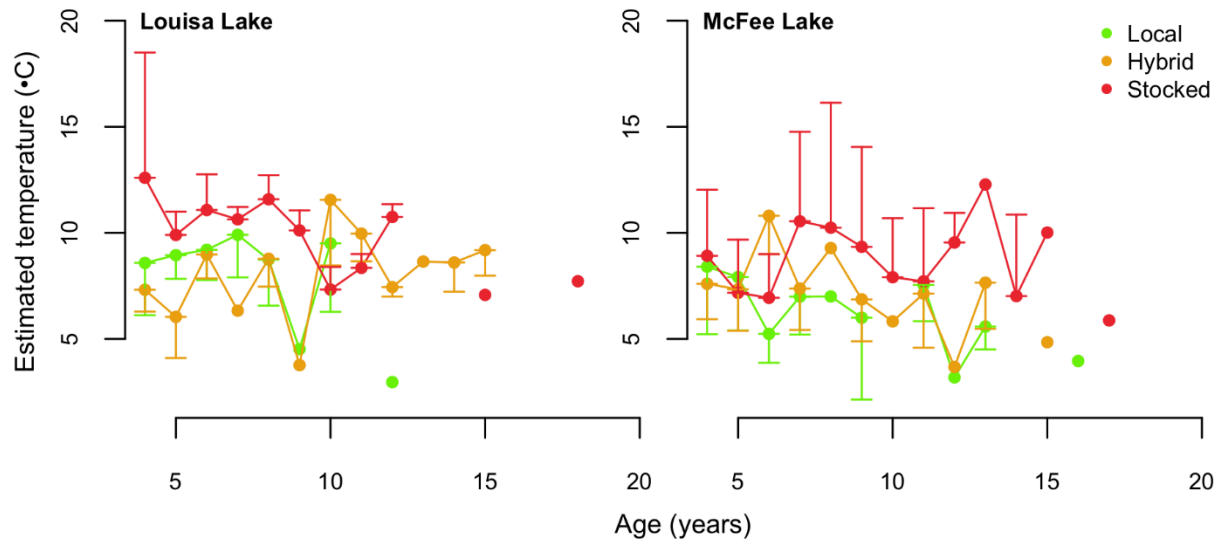 Louisa Lake
McFee Lake
Local
Hybrid
Stocked
Estimated temperature (•C)
20
15
10
5
20
15
10
5
5 10 15 20
5 10 15 20
Age (years)